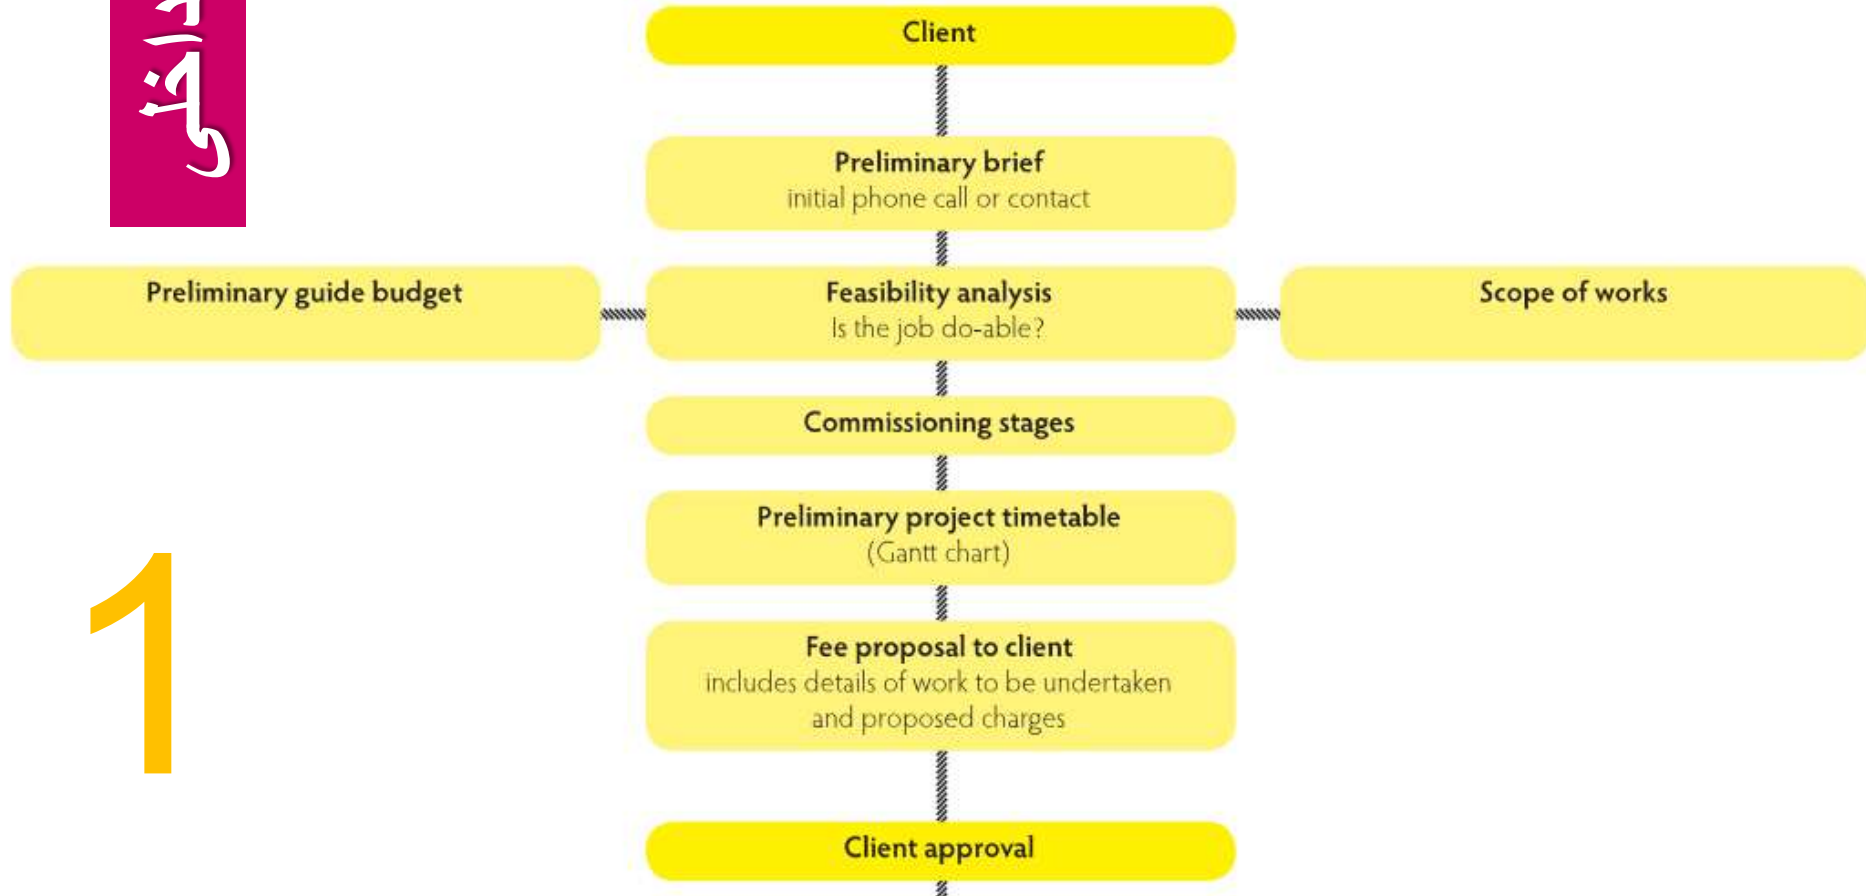 Client
Preliminary brief
initial phone call or contact
Preliminary guide budget
Feasibility analysis
Is the job do-able?
Scope of works
Commissioning stages
Preliminary project timetable
(Gantt chart)
Fee proposal to client
includes details of work to be undertaken
and proposed charges
Client approval
1